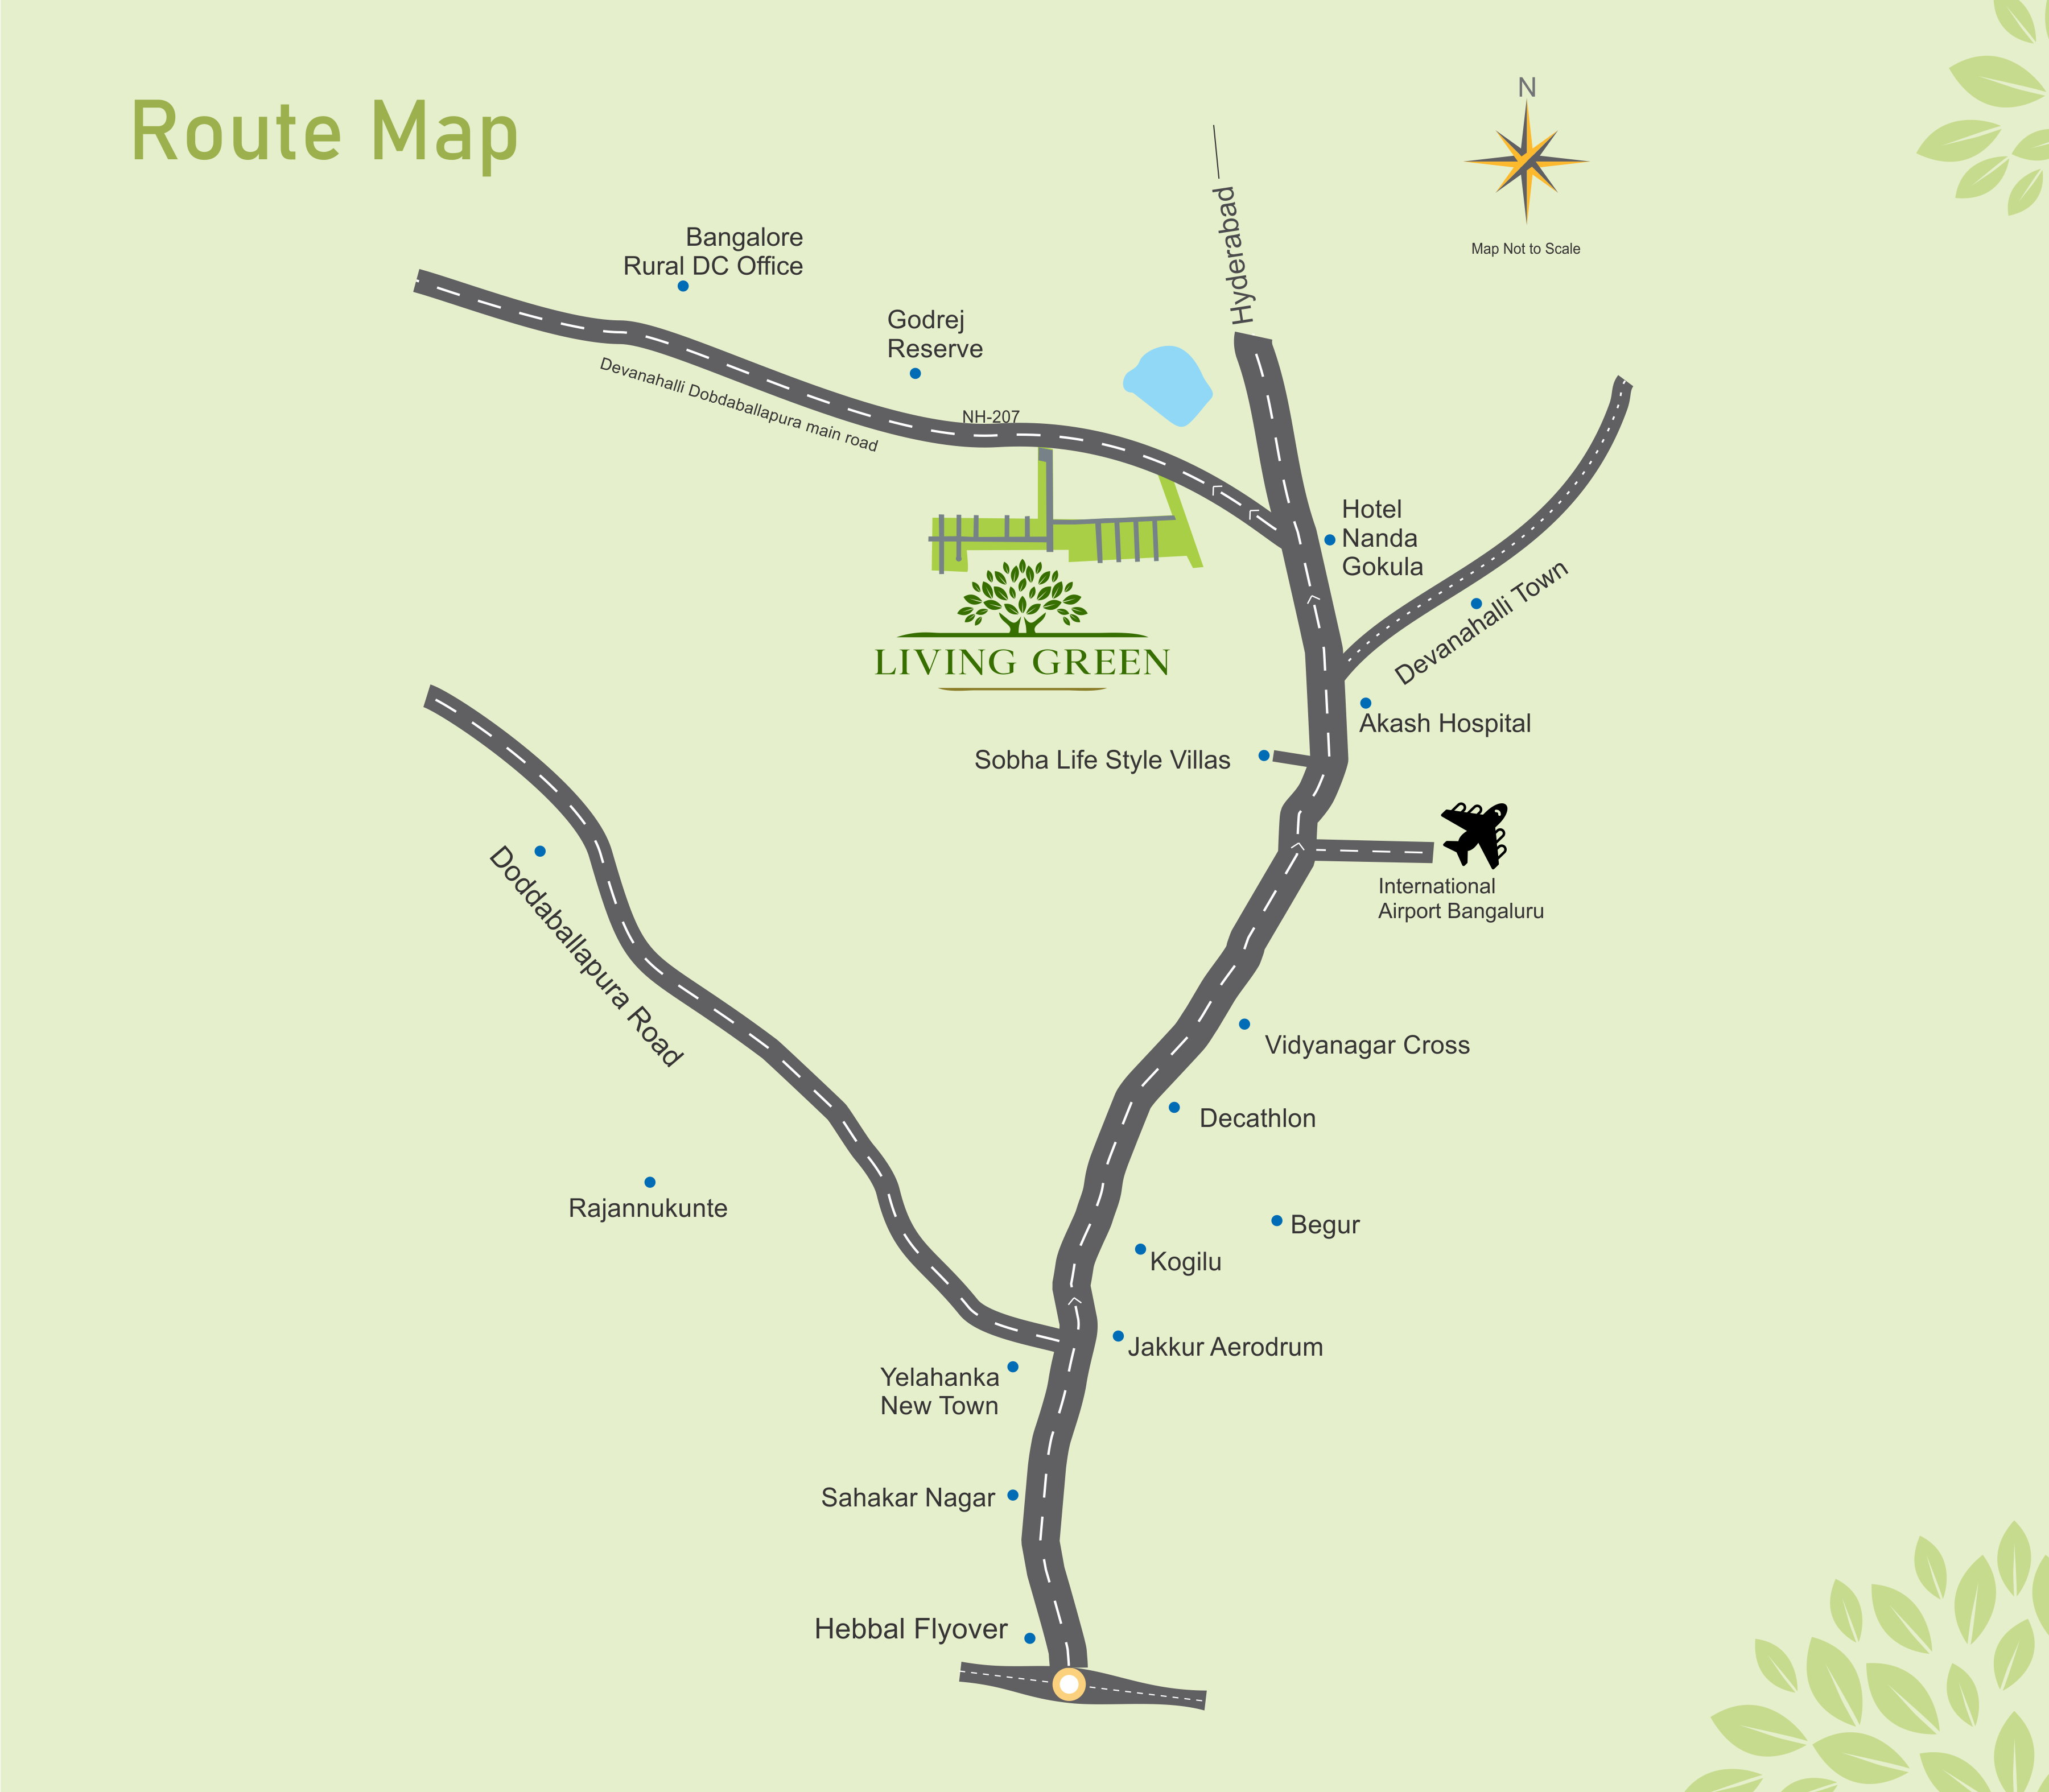 Route Map
N
Map Not to Scale
Hyderabad
Bangalore
Rural DC Office
Godrej
Reserve
NH-207
Devanahalli Dobdaballapura main road
Hotel
Nanda
Gokula
Devanahalli Town
LIVING GREEN
Akash Hospital
Sobha Life Style Villas
International
Airport Bangaluru
Doddaballapura Road
Vidyanagar Cross
Decathlon
Rajannukunte
Begur
Kogilu
Jakkur Aerodrum
Yelahanka
New Town
Sahakar Nagar
Hebbal Flyover